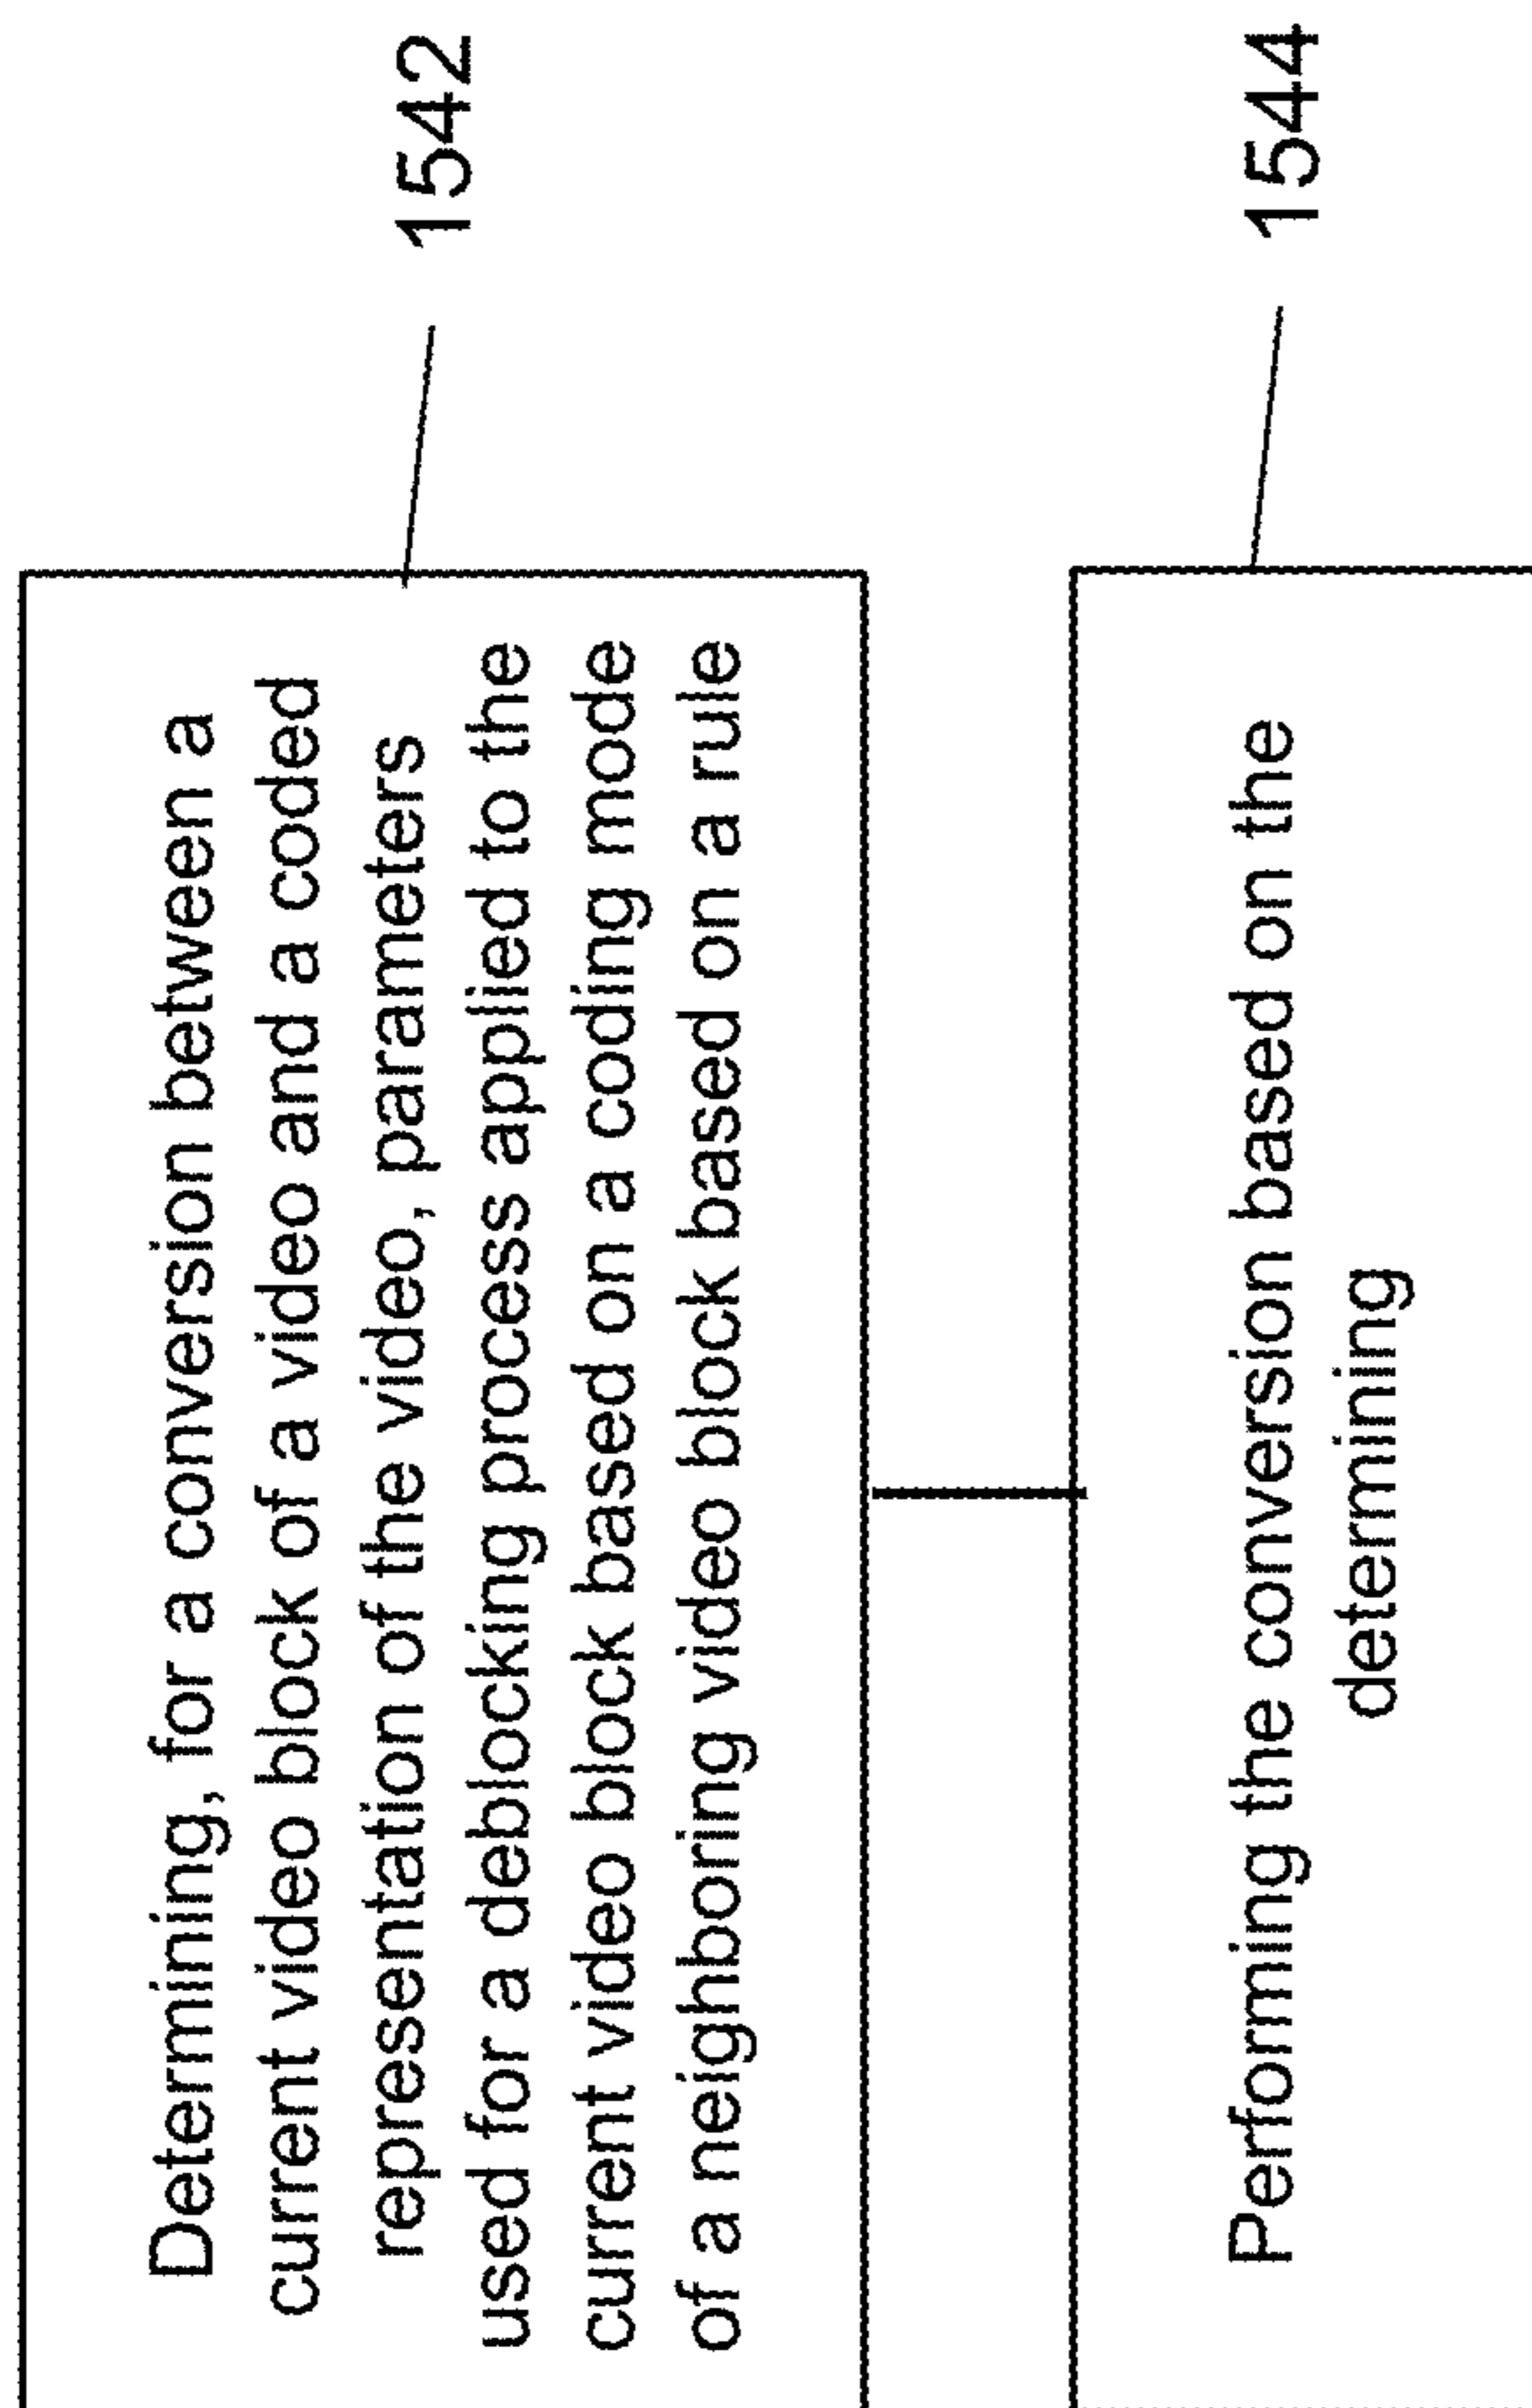 Determining, for a conversion between a
current video block of a video and a coded
representation of the video, parameters
used for a deblocking process applied to the
current video block based on a coding mode
of a neighboring video block based on a rule
1542
Performing the conversion based on the
determining
1544